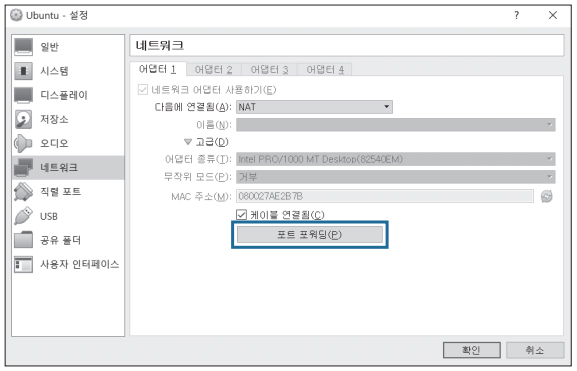 Ubuntu - 설정
?
일반
시스템
디스플레이
저장소
오디오
네트워크
직렬 포트
USB
공유 폴더
사용자 인터페이스
네트워크
어댑터 1 어댑터 2 어댑터 3 어댑터 4
네트워크 어댑터 사용하기(E)
다음에 연결됨(A): NAT
이름(N):
고급(D)
어댑터 종류(T): Intel PRO/1000 MT Desktop(82540EM)
무작위 모드(P): 거부
MAC 주소(M): 080027AE2B7B
케이블 연결됨(C)
포트 포워딩(P)
확인 취소